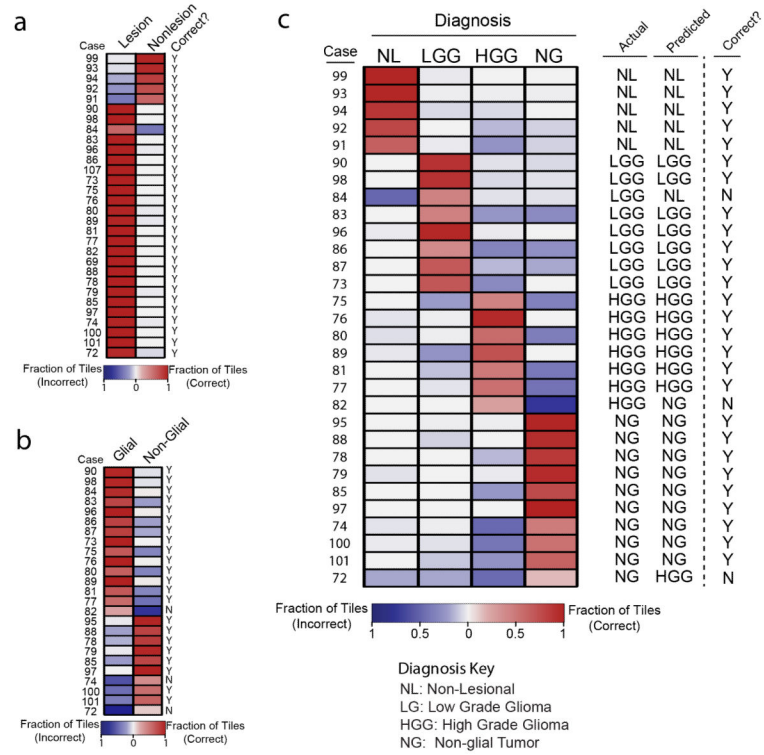 a
Lesion Nonlesion Correct?
Case
99 Y
93 Y
94 Y
92 Y
91 Y
90 Y
98 Y
84 Y
83 Y
96 Y
86 Y
107 Y
73 Y
75 Y
76 Y
80 Y
89 Y
81 Y
77 Y
82 Y
69 Y
88 Y
78 Y
79 Y
85 Y
97 Y
74 Y
100 Y
101 Y
72 Y
Fraction of Tiles Fraction of Tiles
(Incorrect) (Correct)
1 0 1
b
Glial Non-Glial
Case
90 Y
98 Y
84 Y
83 Y
96 Y
86 Y
87 Y
73 Y
75 Y
76 Y
80 Y
89 Y
81 Y
77 Y
82 N
95 Y
88 Y
78 Y
79 Y
85 Y
97 Y
74 N
100 Y
101 Y
72 N
Fraction of Tiles Fraction of Tiles
(Incorrect) (Correct)
1 0 1
c
Diagnosis
Case NL LGG HGG NG Actual Predicted Correct?
99 NL NL Y
93 NL NL Y
94 NL NL Y
92 NL NL Y
91 NL NL Y
90 LGG LGG Y
98 LGG LGG Y
84 LGG NL N
83 LGG LGG Y
96 LGG LGG Y
86 LGG LGG Y
87 LGG LGG Y
73 LGG LGG Y
75 HGG HGG Y
76 HGG HGG Y
80 HGG HGG Y
89 HGG HGG Y
81 HGG HGG Y
77 HGG HGG Y
82 HGG NG N
95 NG NG Y
88 NG NG Y
78 NG NG Y
79 NG NG Y
85 NG NG Y
97 NG NG Y
74 NG NG Y
100 NG NG Y
101 NG NG Y
72 NG HGG N
Fraction of Tiles Fraction of Tiles
(Incorrect) (Correct)
1 0.5 0 0.5 1
Diagnosis Key
NL: Non-Lesional
LG: Low Grade Glioma
HGG: High Grade Glioma
NG: Non-glial Tumor